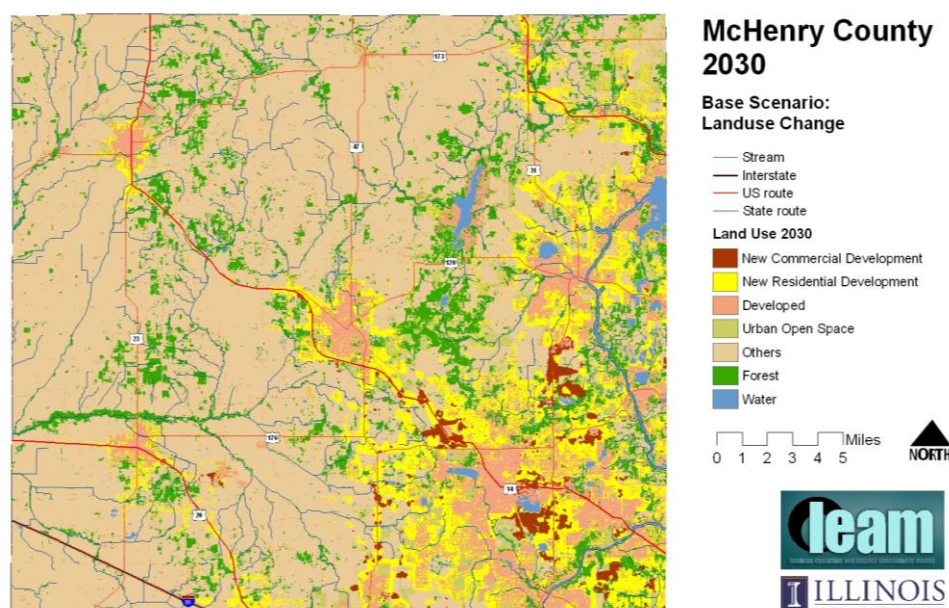 McHenry County
2030
Base Scenario:
Landuse Change
Stream
Interstate
US route
State route
Land Use 2030
New Commercial Development
New Residential Development
Developed
Urban Open Space
Others
Forest
Water
Miles
0 1 2 3 4 5
NORTH
173
47
31
120
23
176
14
20
leam
ILLINOIS